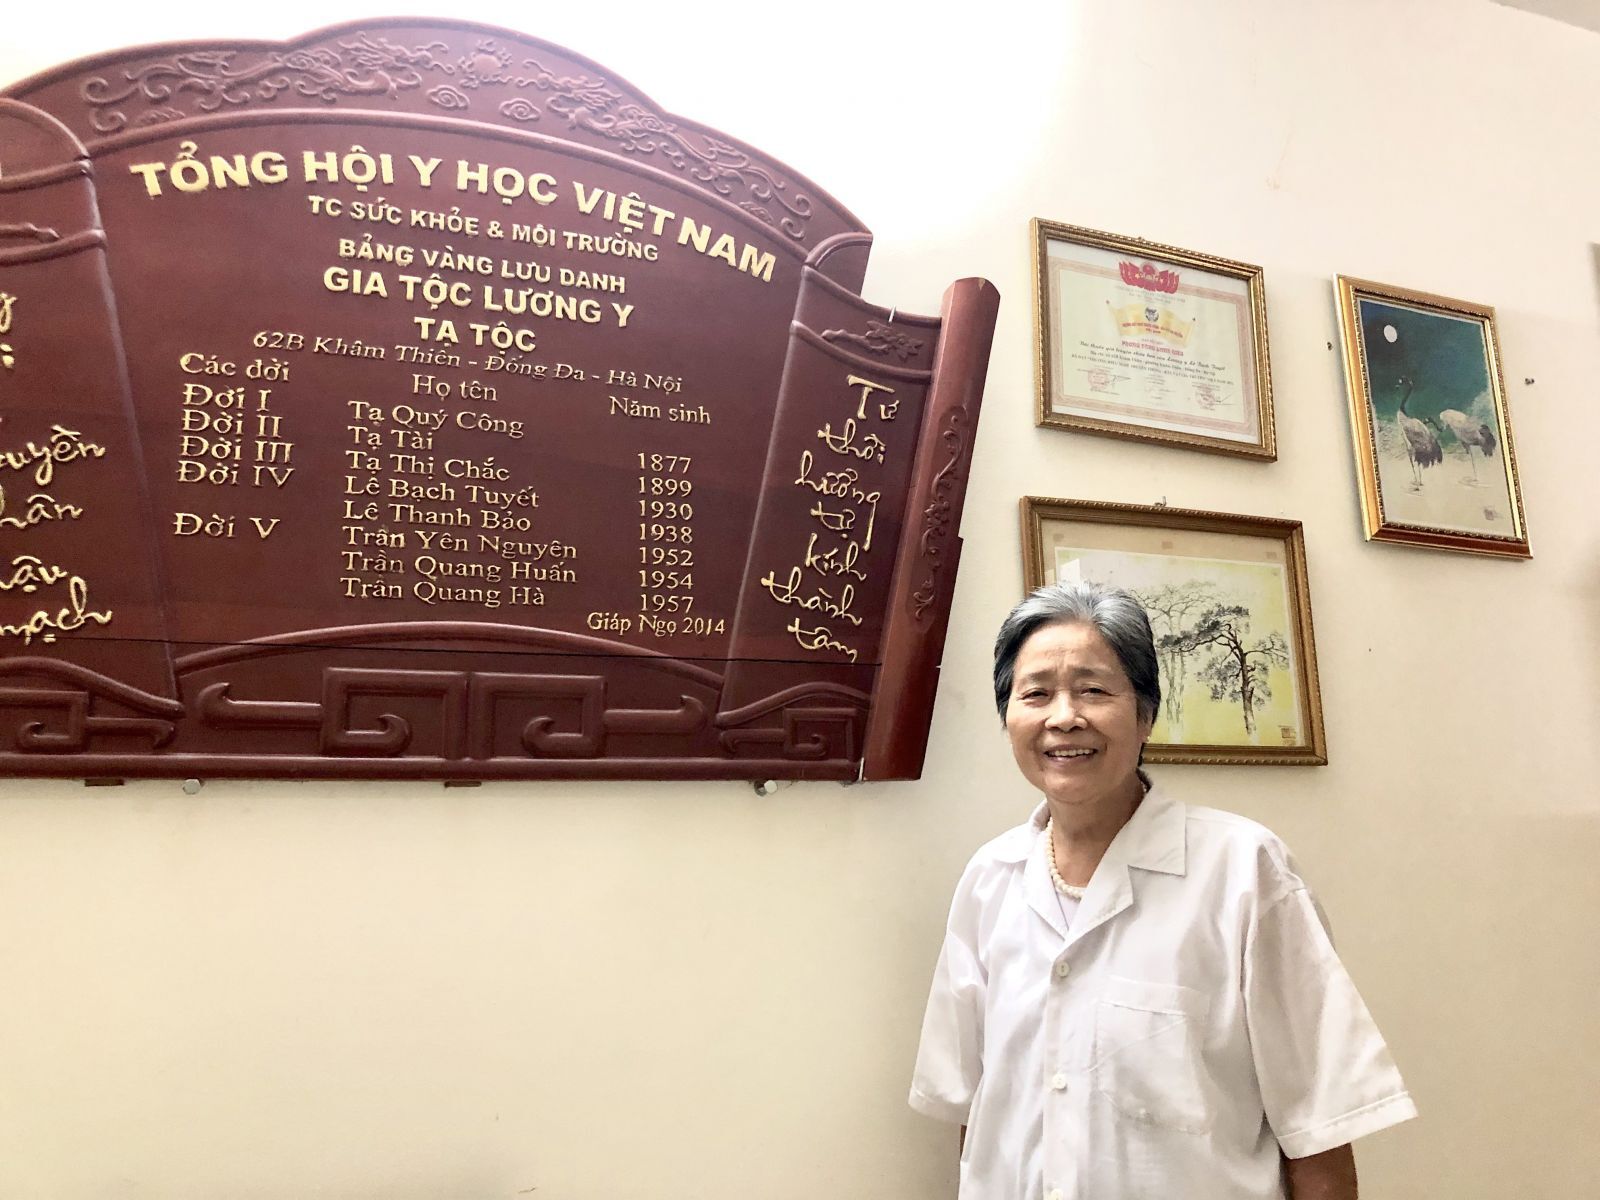 TỔNG HỘI Y HỌC VIỆT NAM
TC SỨC KHỎE & MÔI TRƯỜNG
BẢNG VÀNG LƯU DANH
GIA TỘC LƯƠNG Y
TẠ TỘC
62B Khâm Thiên - Đống Đa - Hà Nội
Các đời Họ tên Năm sinh
Đời I Tạ Quý Công
Đời II Tạ Tài 1877
Đời III Tạ Thị Chắc 1899
Đời IV Lê Bạch Tuyết 1930
Lê Thanh Bảo 1938
Đời V Trần Yên Nguyên 1952
Trần Quang Huấn 1954
Trần Quang Hà 1957
Giáp Ngọ 2014
Tứ
thời
hưởng
tự
kính
thành
tâm